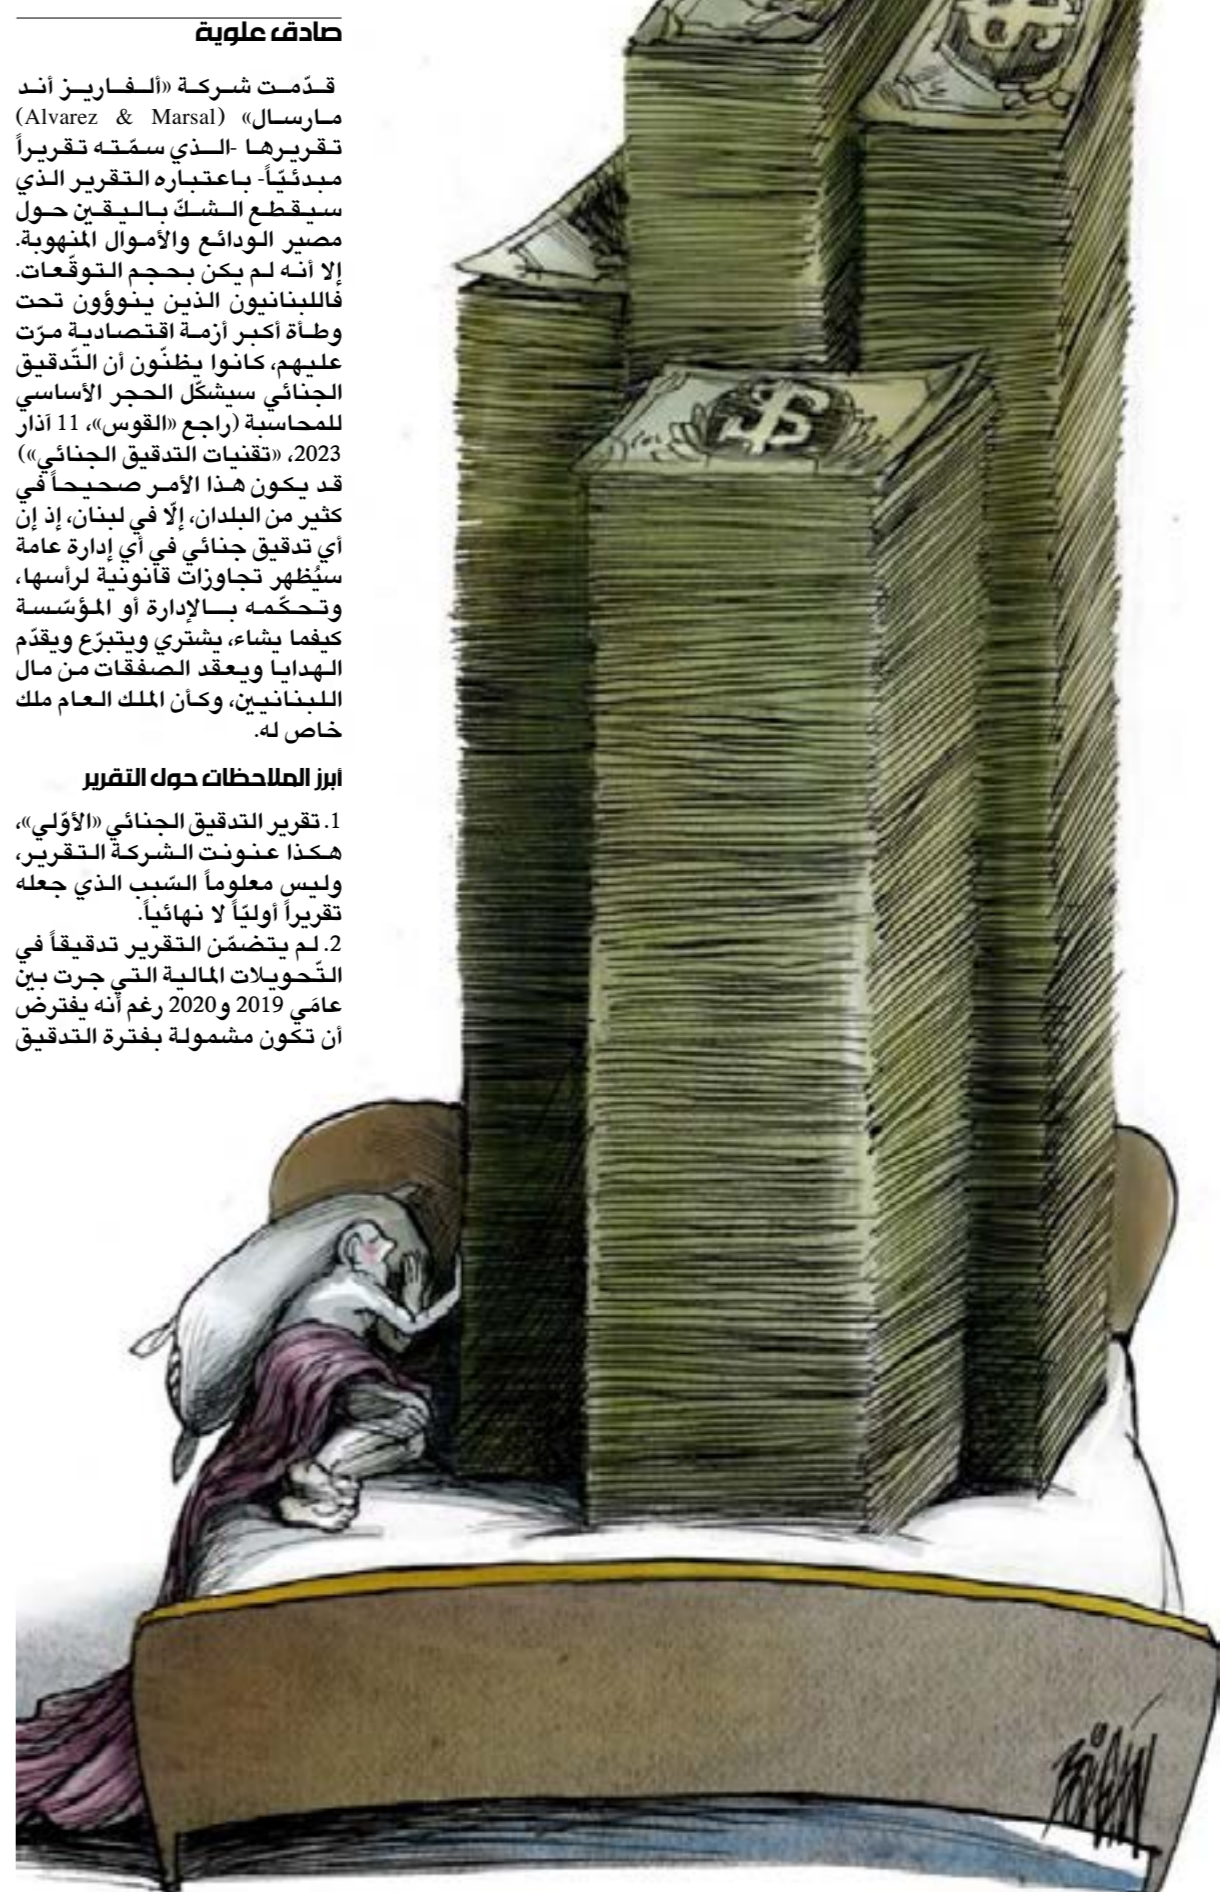 صادق علوية
قدّمت شركة «ألفاريز أند
مارسال» (Alvarez & Marsal)
تقريرها -الذي سمّته تقريراً
مبدئيّاً- باعتباره التقرير الذي
سيقطع الشكّ باليقين حول
مصير الودائع والأموال المنهوبة.
إلا أنه لم يكن بحجم التوقّعات.
فاللبنانيون الذين ينوؤون تحت
وطأة أكبر أزمة اقتصادية مرّت
عليهم، كانوا يظنّون أن التّدقيق
الجنائي سيشكّل الحجر الأساسي
للمحاسبة (راجع «القوس»، 11 آذار
2023، «تقنيات التدقيق الجنائي»)
قد يكون هذا الأمر صحيحاً في
كثير من البلدان، إلّا في لبنان، إذ إن
أي تدقيق جنائي في أي إدارة عامة
سيُظهر تجاوزات قانونية لرأسها،
وتحكّمه بالإدارة أو المؤسّسة
كيفما يشاء، يشتري ويتبرّع ويقدّم
الهدايا ويعقد الصفقات من مال
اللبنانيين، وكأن الملك العام ملك
خاص له.
أبرز الملاحظات حول التقرير
1. تقرير التدقيق الجنائي «الأوّلي»،
هكذا عنونت الشركة التقرير،
وليس معلوماً السّبب الذي جعله
تقريراً أوليّاً لا نهائياً.
2. لم يتضمّن التقرير تدقيقاً في
التّحويلات المالية التي جرت بين
عامَي 2019 و2020 رغم أنه يفترض
أن تكون مشمولة بفترة التدقيق
$
$